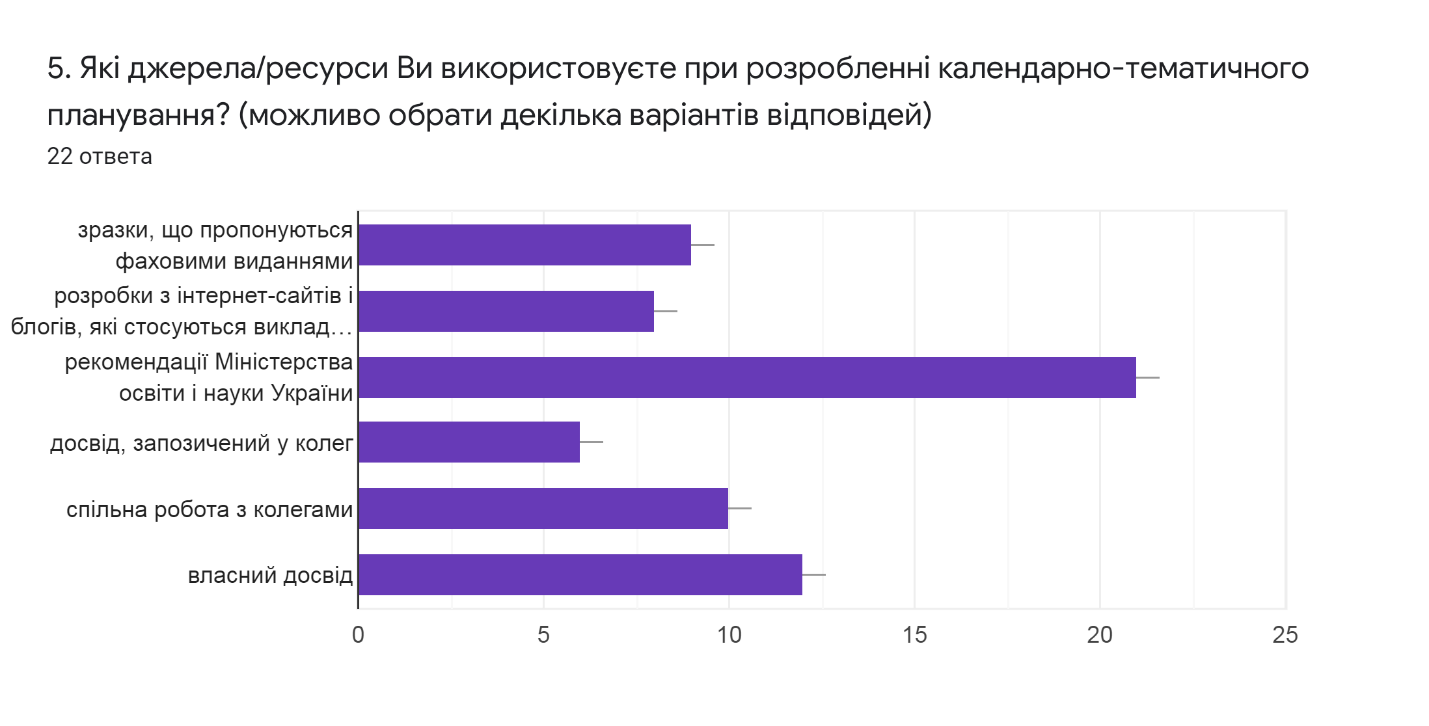 5. Які джерела/ресурси Ви використовуєте при розробленні календарно-тематичного
планування? (можливо обрати декілька варіантів відповідей)
22 ответа
зразки, що пропонуються
фаховими виданнями
розробки з інтернет-сайтів і
блогів, які стосуються виклад…
рекомендації Міністерства
освіти і науки України
досвід, запозичений у колег
спільна робота з колегами
власний досвід
0 5 10 15 20 25